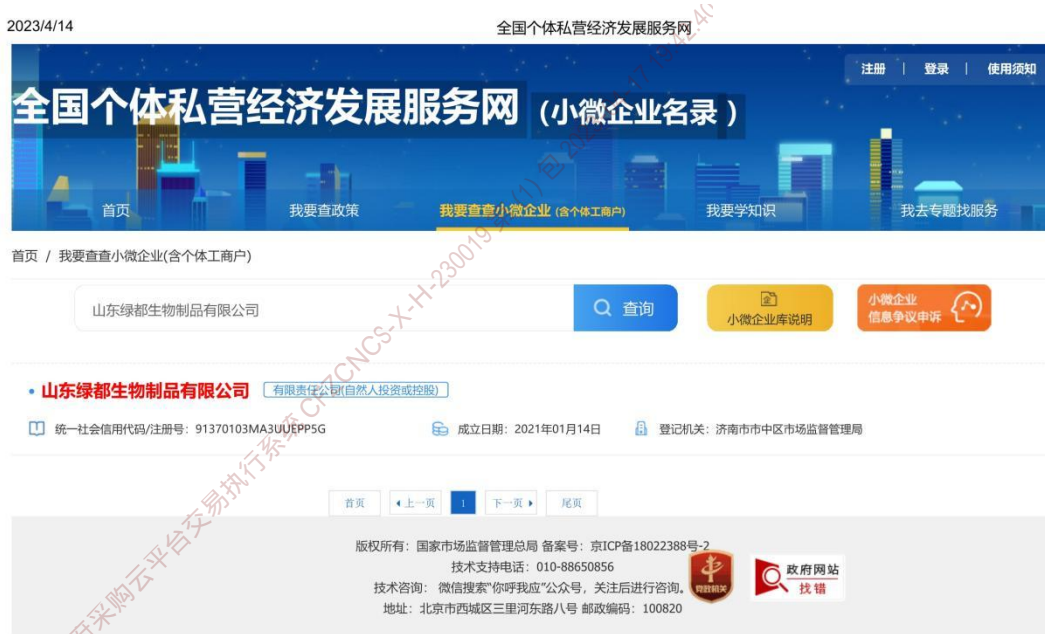 2023/4/14
全国个体私营经济发展服务网
注册 | 登录 | 使用须知
全国个体私营经济发展服务网（小微企业名录）
首页 我要查政策 我要查查小微企业（含个体工商户） 我要学知识 我去专题找服务
首页 / 我要查查小微企业(含个体工商户)
山东绿都生物制品有限公司 查询 小微企业库说明
小微企业
信息争议申诉
山东绿都生物制品有限公司 有限责任公司(自然人投资或控股)
统一社会信用代码/注册号：91370103MA3UUEPP5G 成立日期：2021年01月14日 登记机关：济南市市中区市场监督管理局
首页 上一页 1 下一页 尾页
版权所有：国家市场监督管理总局 备案号：京ICP备18022388号-2
技术支持电话：010-88650856
技术咨询： 微信搜索“你呼我应”公众号，关注后进行咨询。
地址：北京市西城区三里河东路八号 邮政编码：100820
党政机关
政府网站
找错